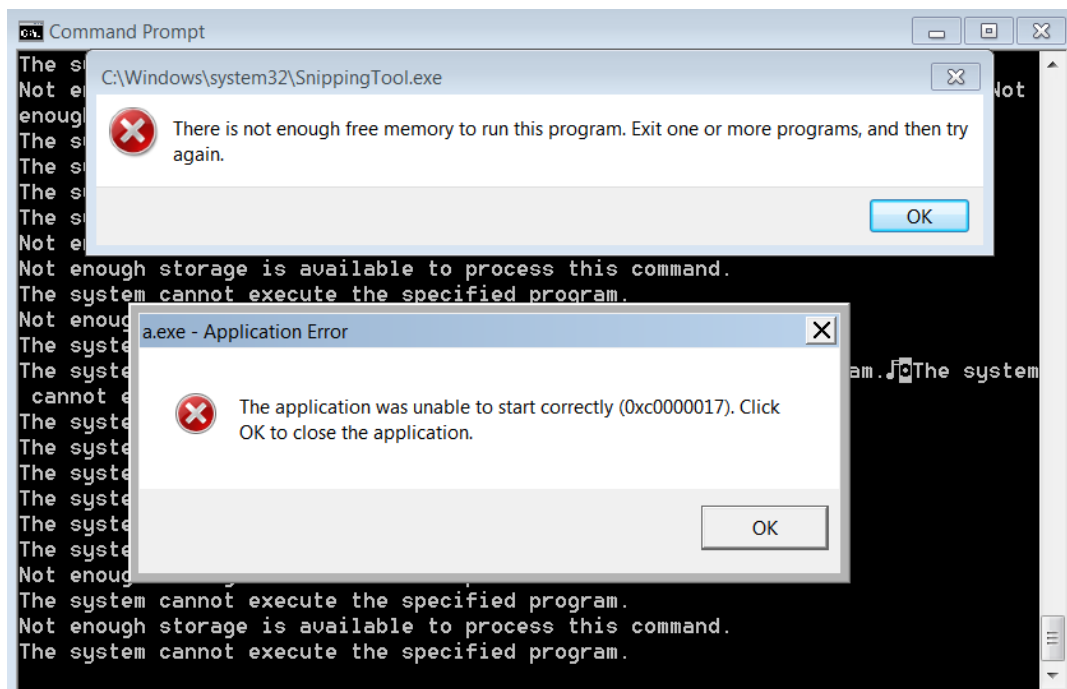 Command Prompt
The s
Not e
Not
enoug
The s
The s
The s
The s
Not e
C:\Windows\system32\SnippingTool.exe
There is not enough free memory to run this program. Exit one or more programs, and then try
again.
OK
Not enough storage is available to process this command.
The system cannot execute the specified program.
Not enoug
The syste
The syste
am.♪◘The system
cannot e
The syste
The syste
The syste
The syste
The syste
The syste
Not enoug
a.exe - Application Error
The application was unable to start correctly (0xc0000017). Click
OK to close the application.
OK
The system cannot execute the specified program.
Not enough storage is available to process this command.
The system cannot execute the specified program.